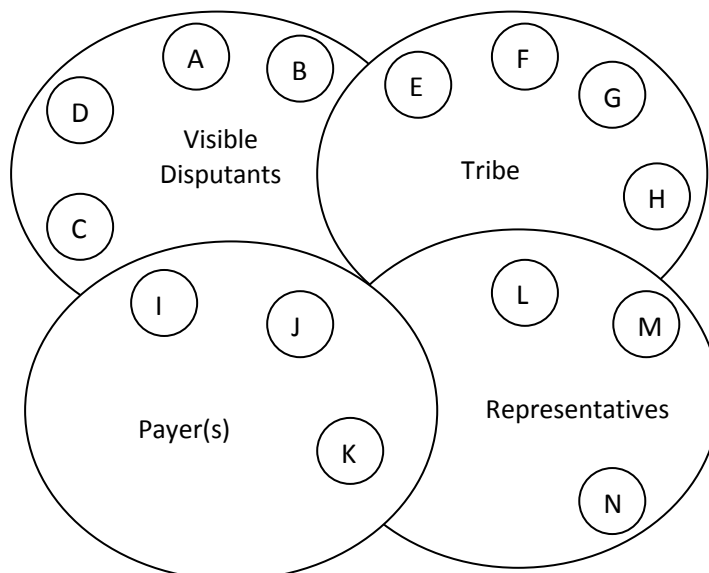 A
B
D
C
Visible
Disputants
E
F
G
H
Tribe
I
J
K
Payer(s)
L
M
N
Representatives